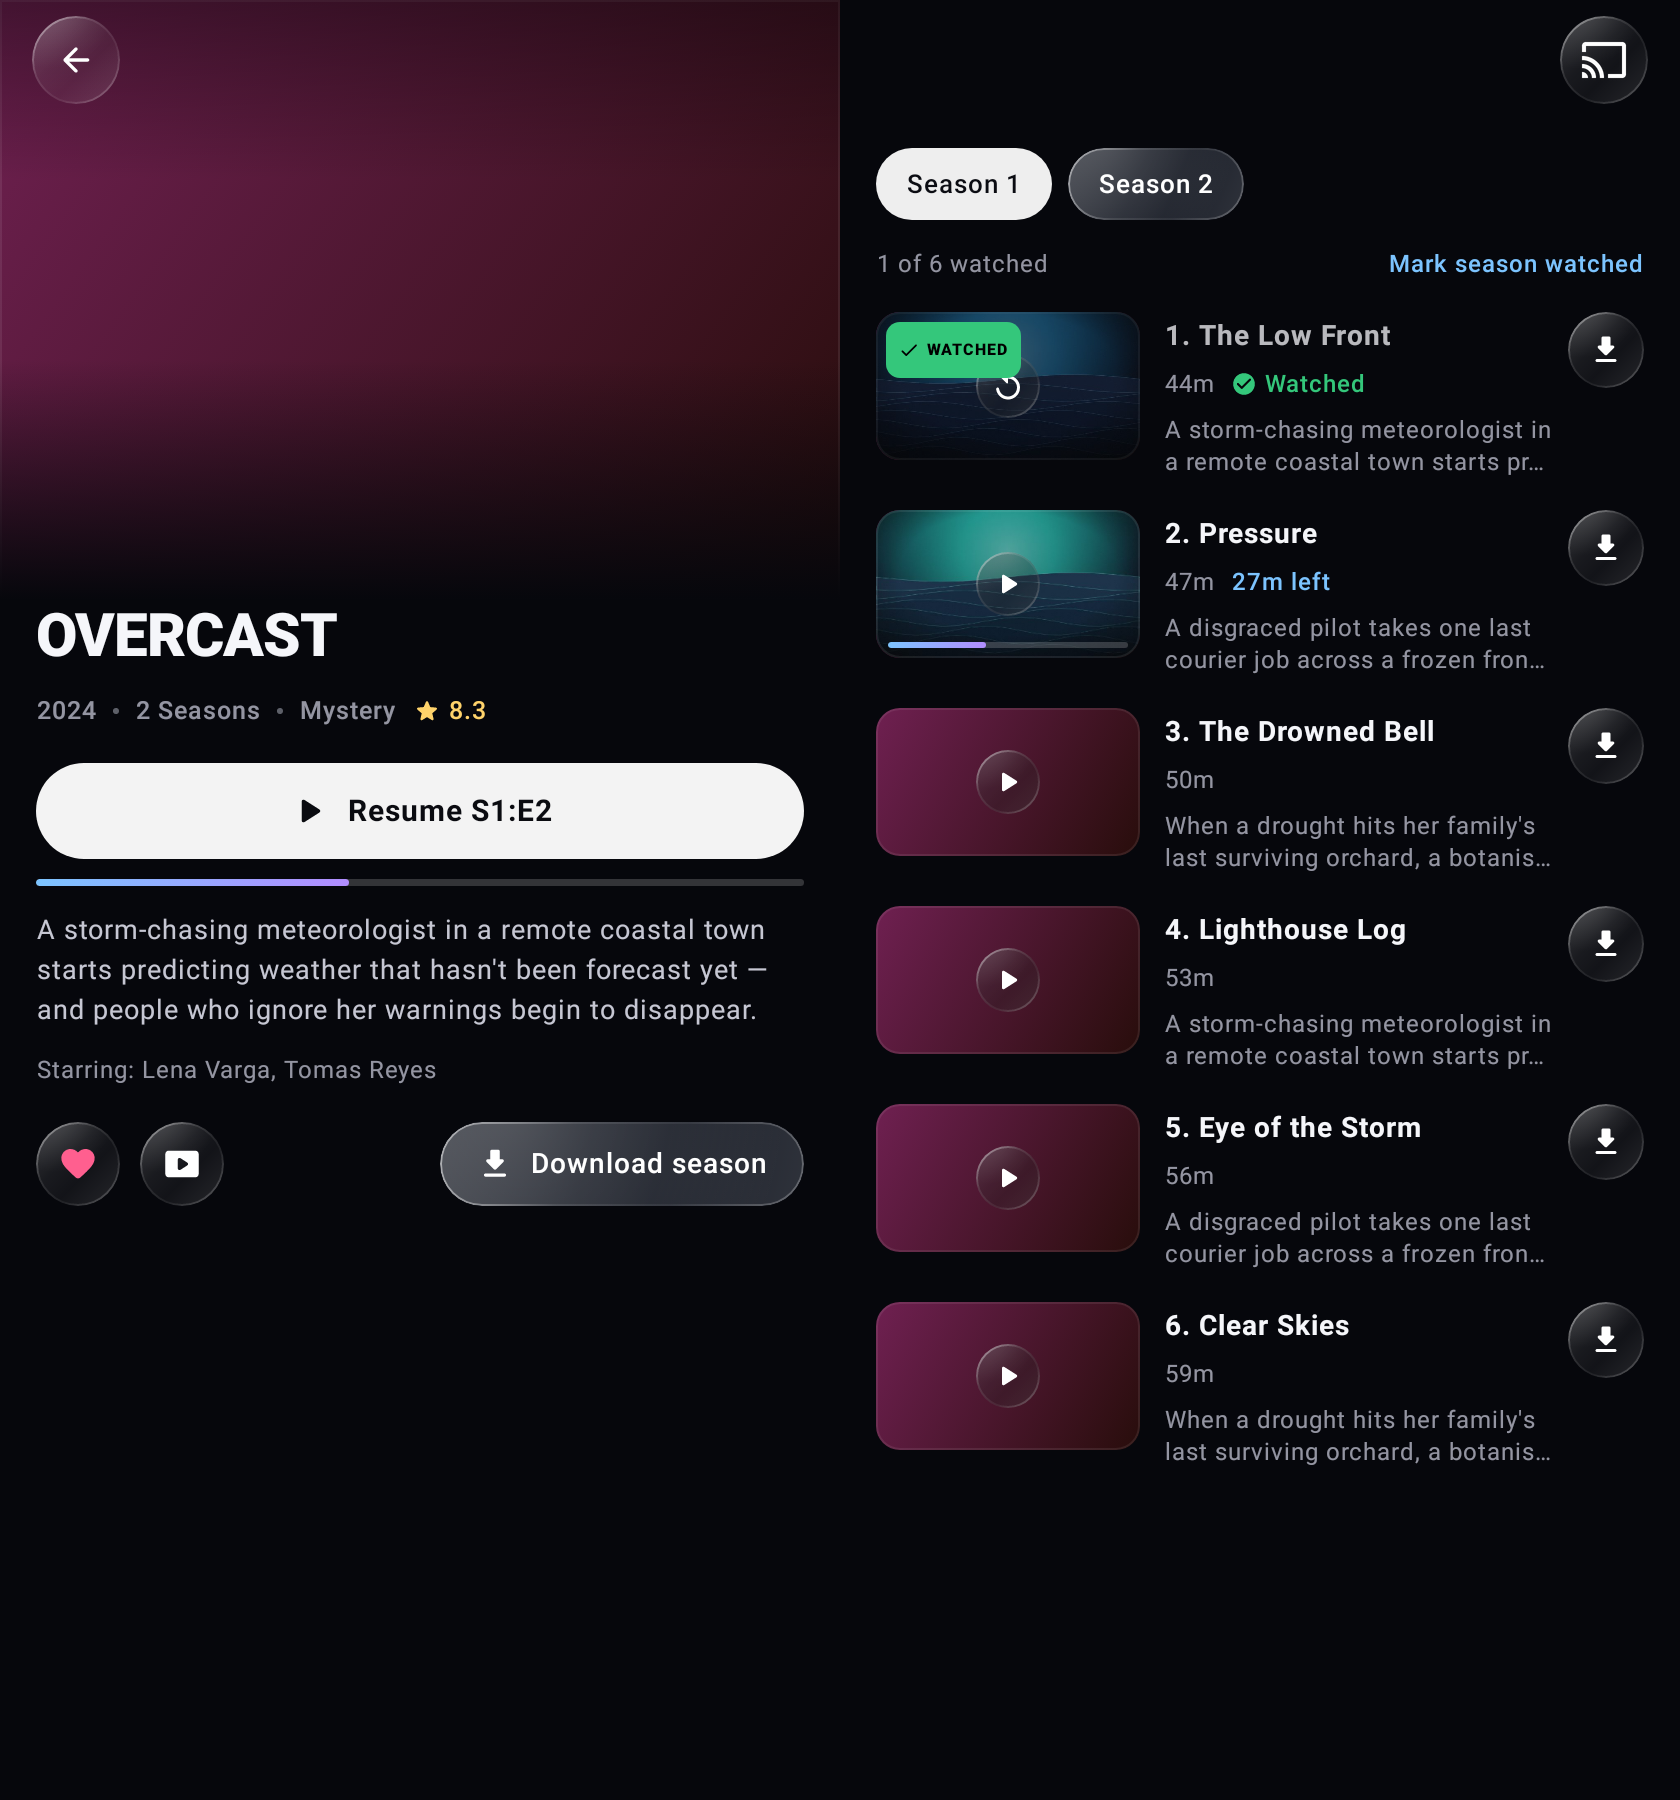 OVERCAST
2024 • 2 Seasons • Mystery 8.3
Resume S1:E2
A storm-chasing meteorologist in a remote coastal town
starts predicting weather that hasn't been forecast yet —
and people who ignore her warnings begin to disappear.
Starring: Lena Varga, Tomas Reyes
Download season
Season 1
Season 2
1 of 6 watched
Mark season watched
WATCHED
1. The Low Front
44m Watched
A storm-chasing meteorologist in
a remote coastal town starts pr…
2. Pressure
47m 27m left
A disgraced pilot takes one last
courier job across a frozen fron…
3. The Drowned Bell
50m
When a drought hits her family's
last surviving orchard, a botanis…
4. Lighthouse Log
53m
A storm-chasing meteorologist in
a remote coastal town starts pr…
5. Eye of the Storm
56m
A disgraced pilot takes one last
courier job across a frozen fron…
6. Clear Skies
59m
When a drought hits her family's
last surviving orchard, a botanis…